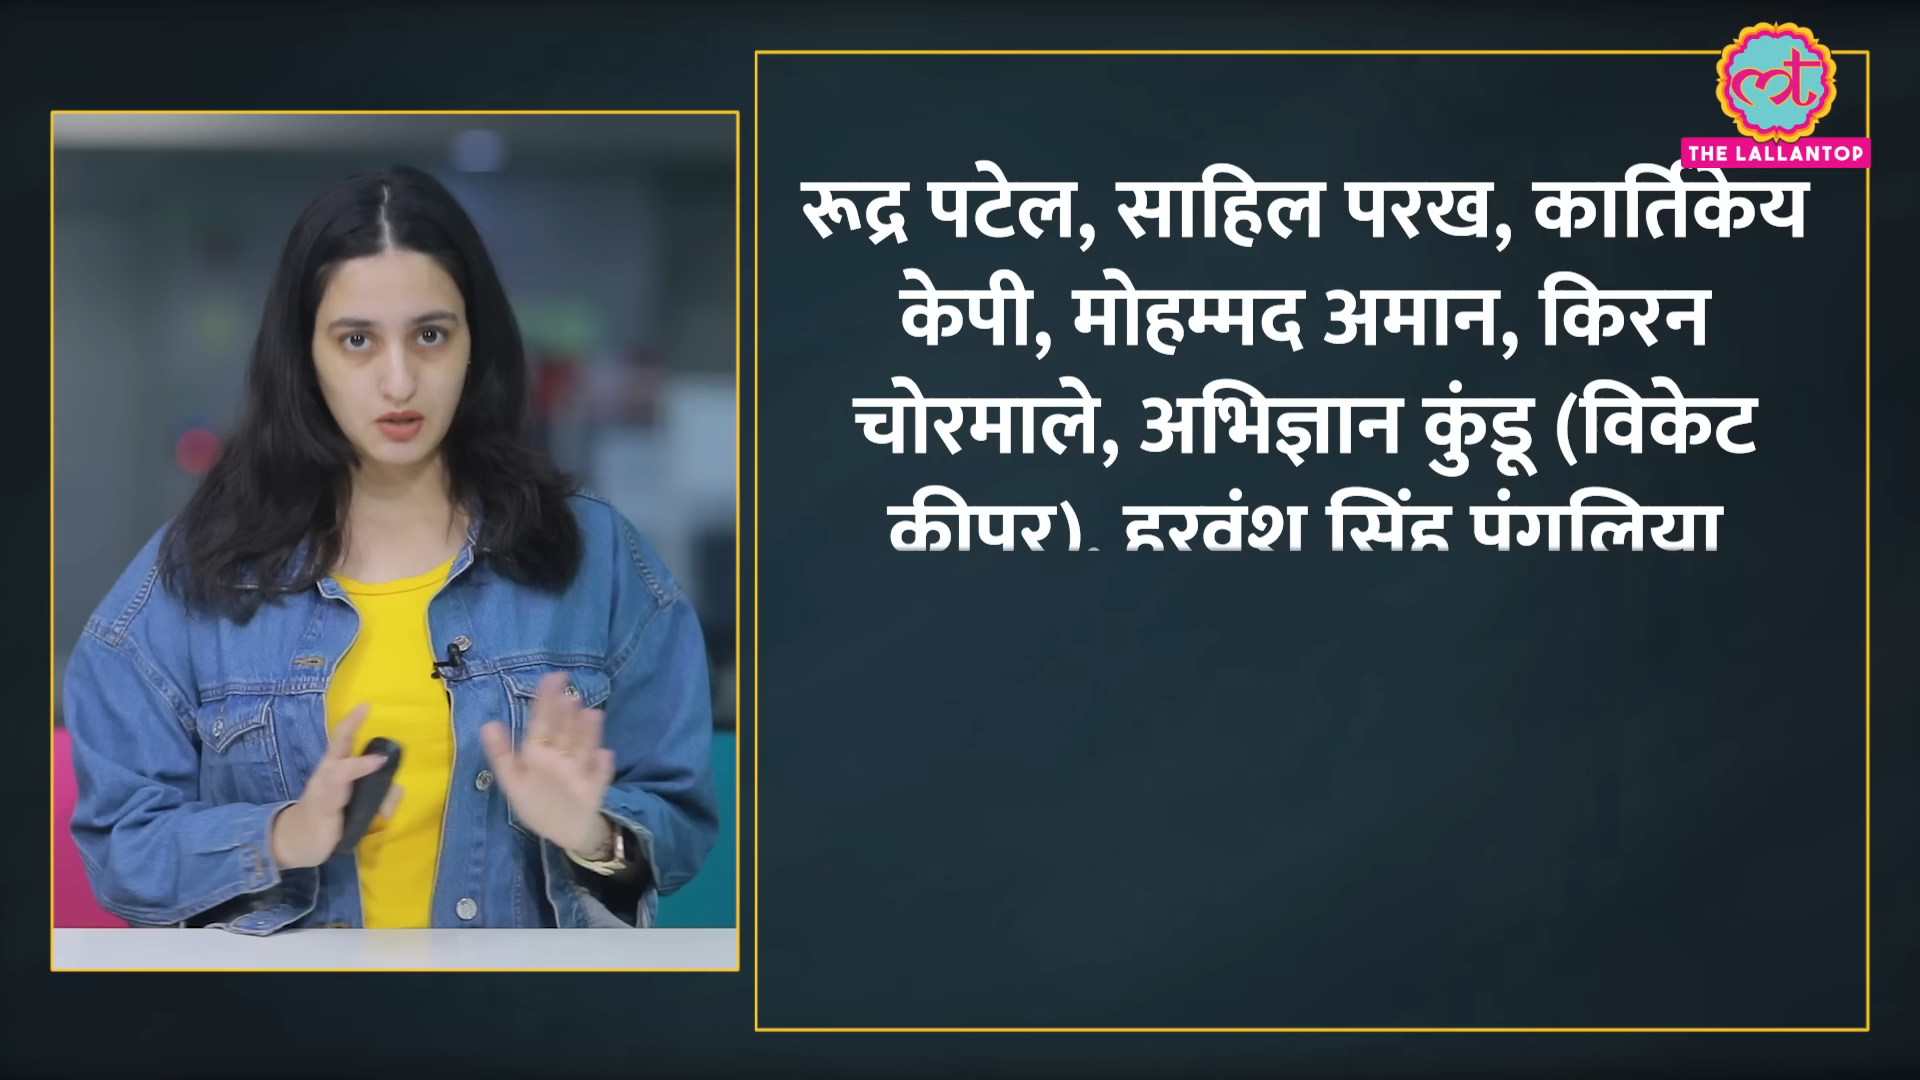 THE LALLANTOP
रूद्र पटेल, साहिल परख, कार्तिकेय
केपी, मोहम्मद अमान, किरन
चोरमाले, अभिज्ञान कुंडू (विकेट
कीपर), हरवंश सिंह पंगलिया